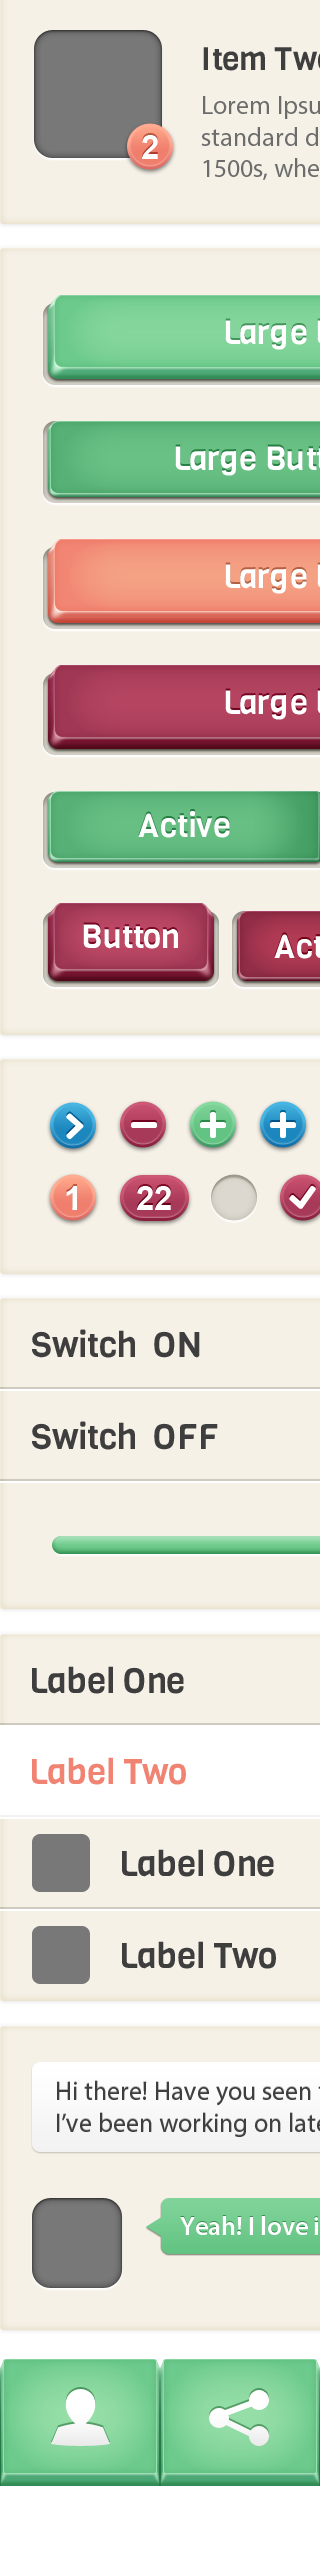 Item Tw
Lorem Ipsu
standard d
1500s, whe
2
Large
Large Butt
Large
Large
Active
Button
Act
1
22
Switch ON
Switch OFF
Label One
Label Two
Label One
Label Two
Hi there! Have you seen
I've been working on late
Yeah! I love i